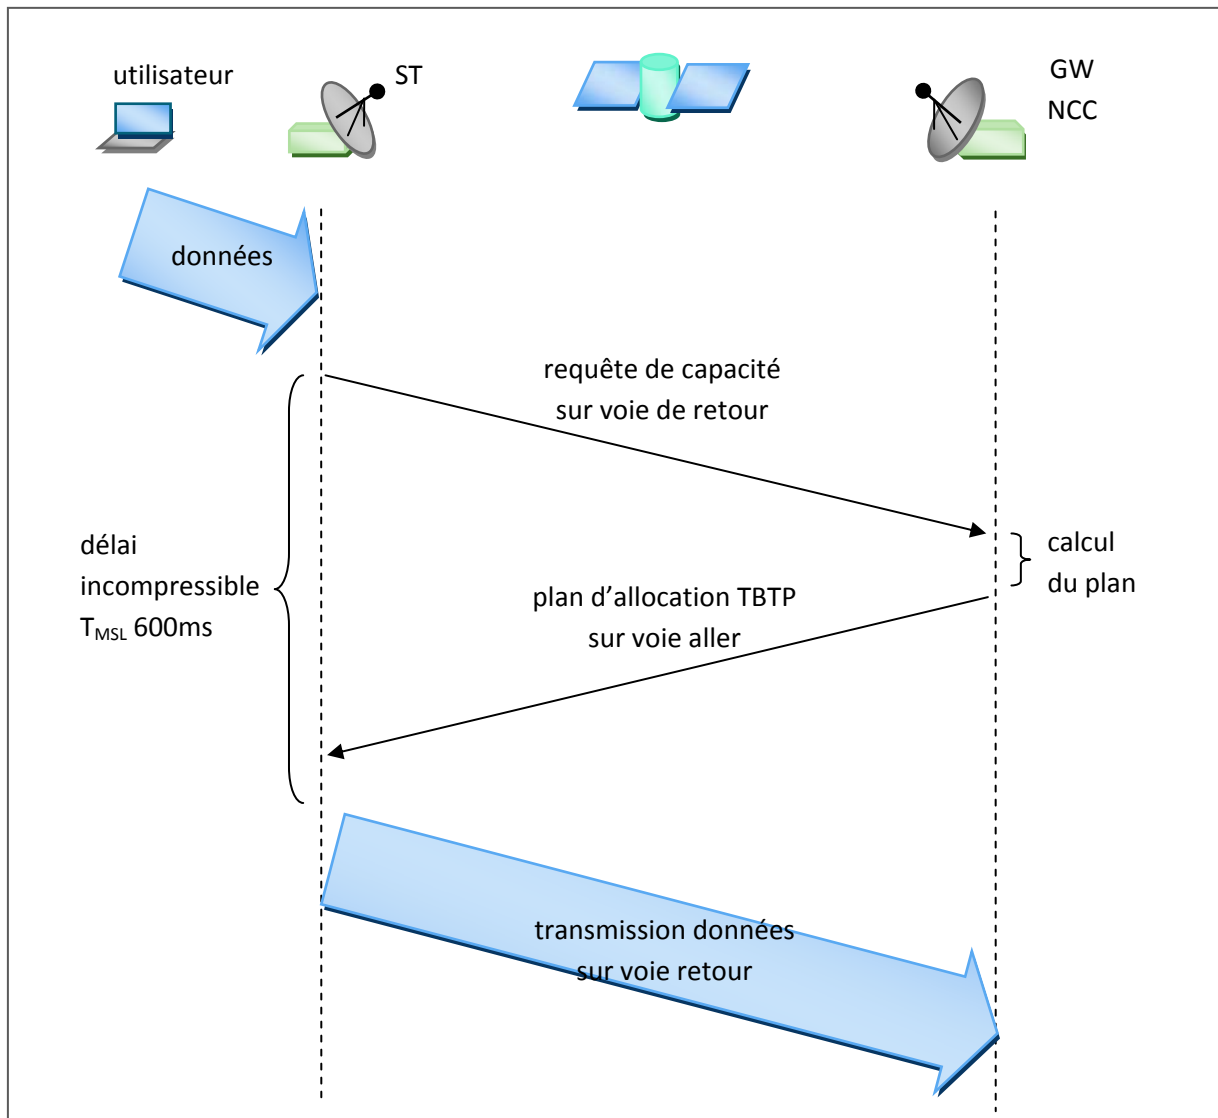 utilisateur
ST
GW
NCC
données
requête de capacité
sur voie de retour
délai
incompressible
T_MSL 600ms
calcul
du plan
plan d’allocation TBTP
sur voie aller
transmission données
sur voie retour